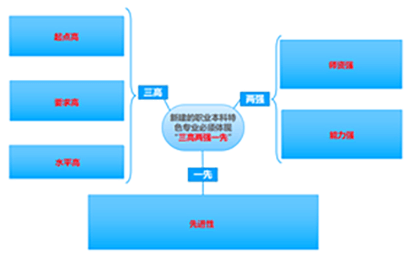 起点高
要求高
水平高
三高
新建的职业本科特
色专业必须体现
“三高两强一先”
两强
师资强
能力强
一先
先进性